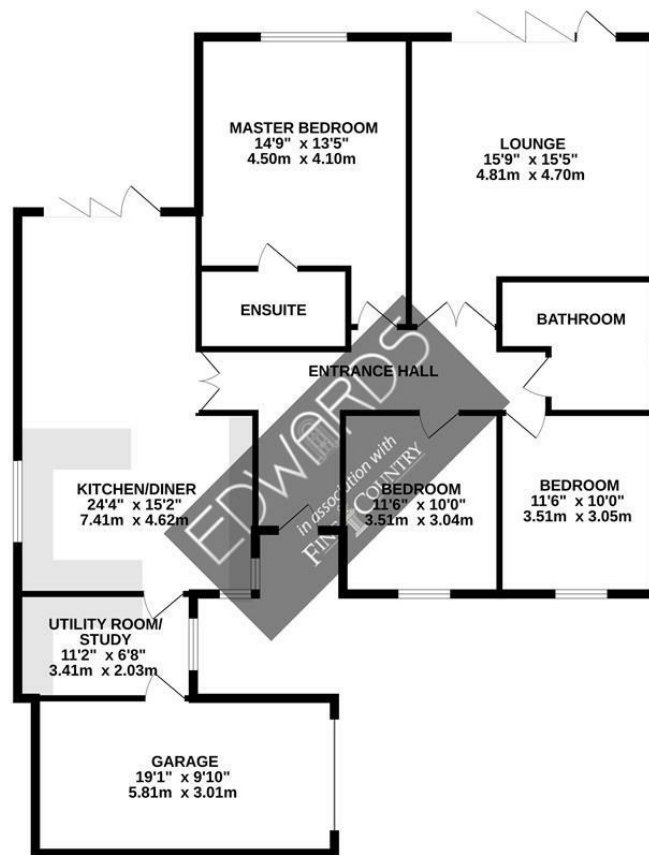 MASTER BEDROOM
14'9" x 13'5"
4.50m x 4.10m
LOUNGE
15'9" x 15'5"
4.81m x 4.70m
ENSUITE
BATHROOM
ENTRANCE HALL
EDWARDS
in association with
FINE & COUNTRY
KITCHEN/DINER
24'4" x 15'2"
7.41m x 4.62m
BEDROOM
11'6" x 10'0"
3.51m x 3.04m
BEDROOM
11'6" x 10'0"
3.51m x 3.05m
UTILITY ROOM/
STUDY
11'2" x 6'8"
3.41m x 2.03m
GARAGE
19'1" x 9'10"
5.81m x 3.01m